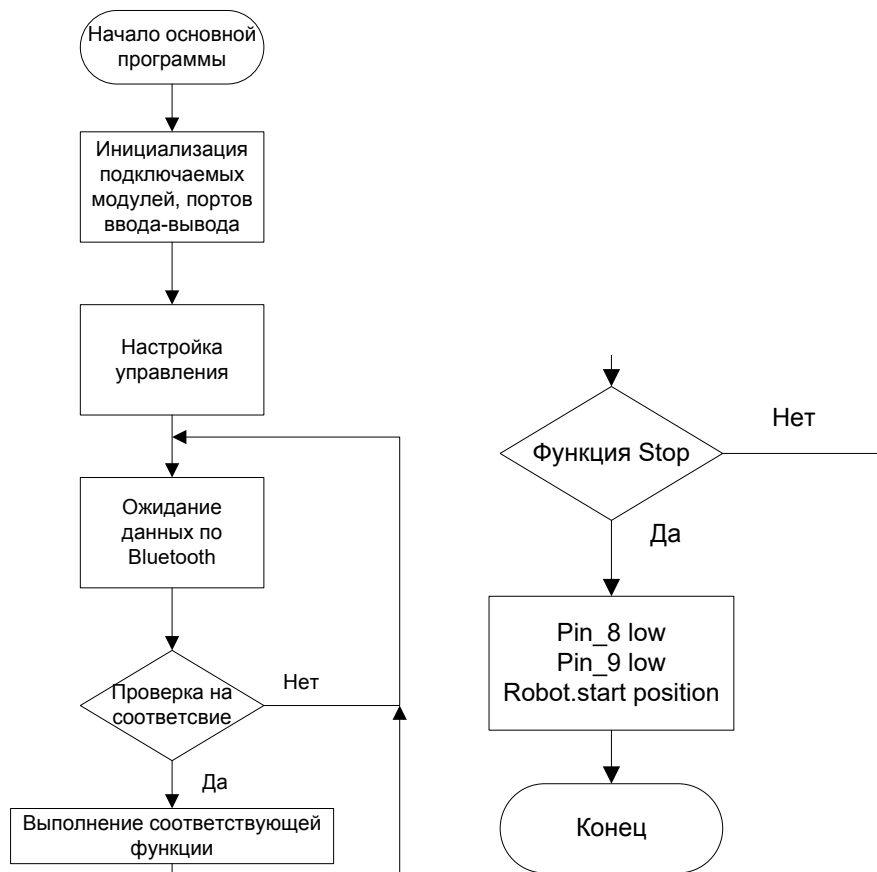 Начало основной
программы
Инициализация
подключаемых
модулей, портов
ввода-вывода
Настройка
управления
Ожидание
данных по
Bluetooth
Проверка на
соответсвие
Нет
Да
Выполнение соответствующей
функции
Функция Stop
Нет
Да
Pin_8 low
Pin_9 low
Robot.start position
Конец